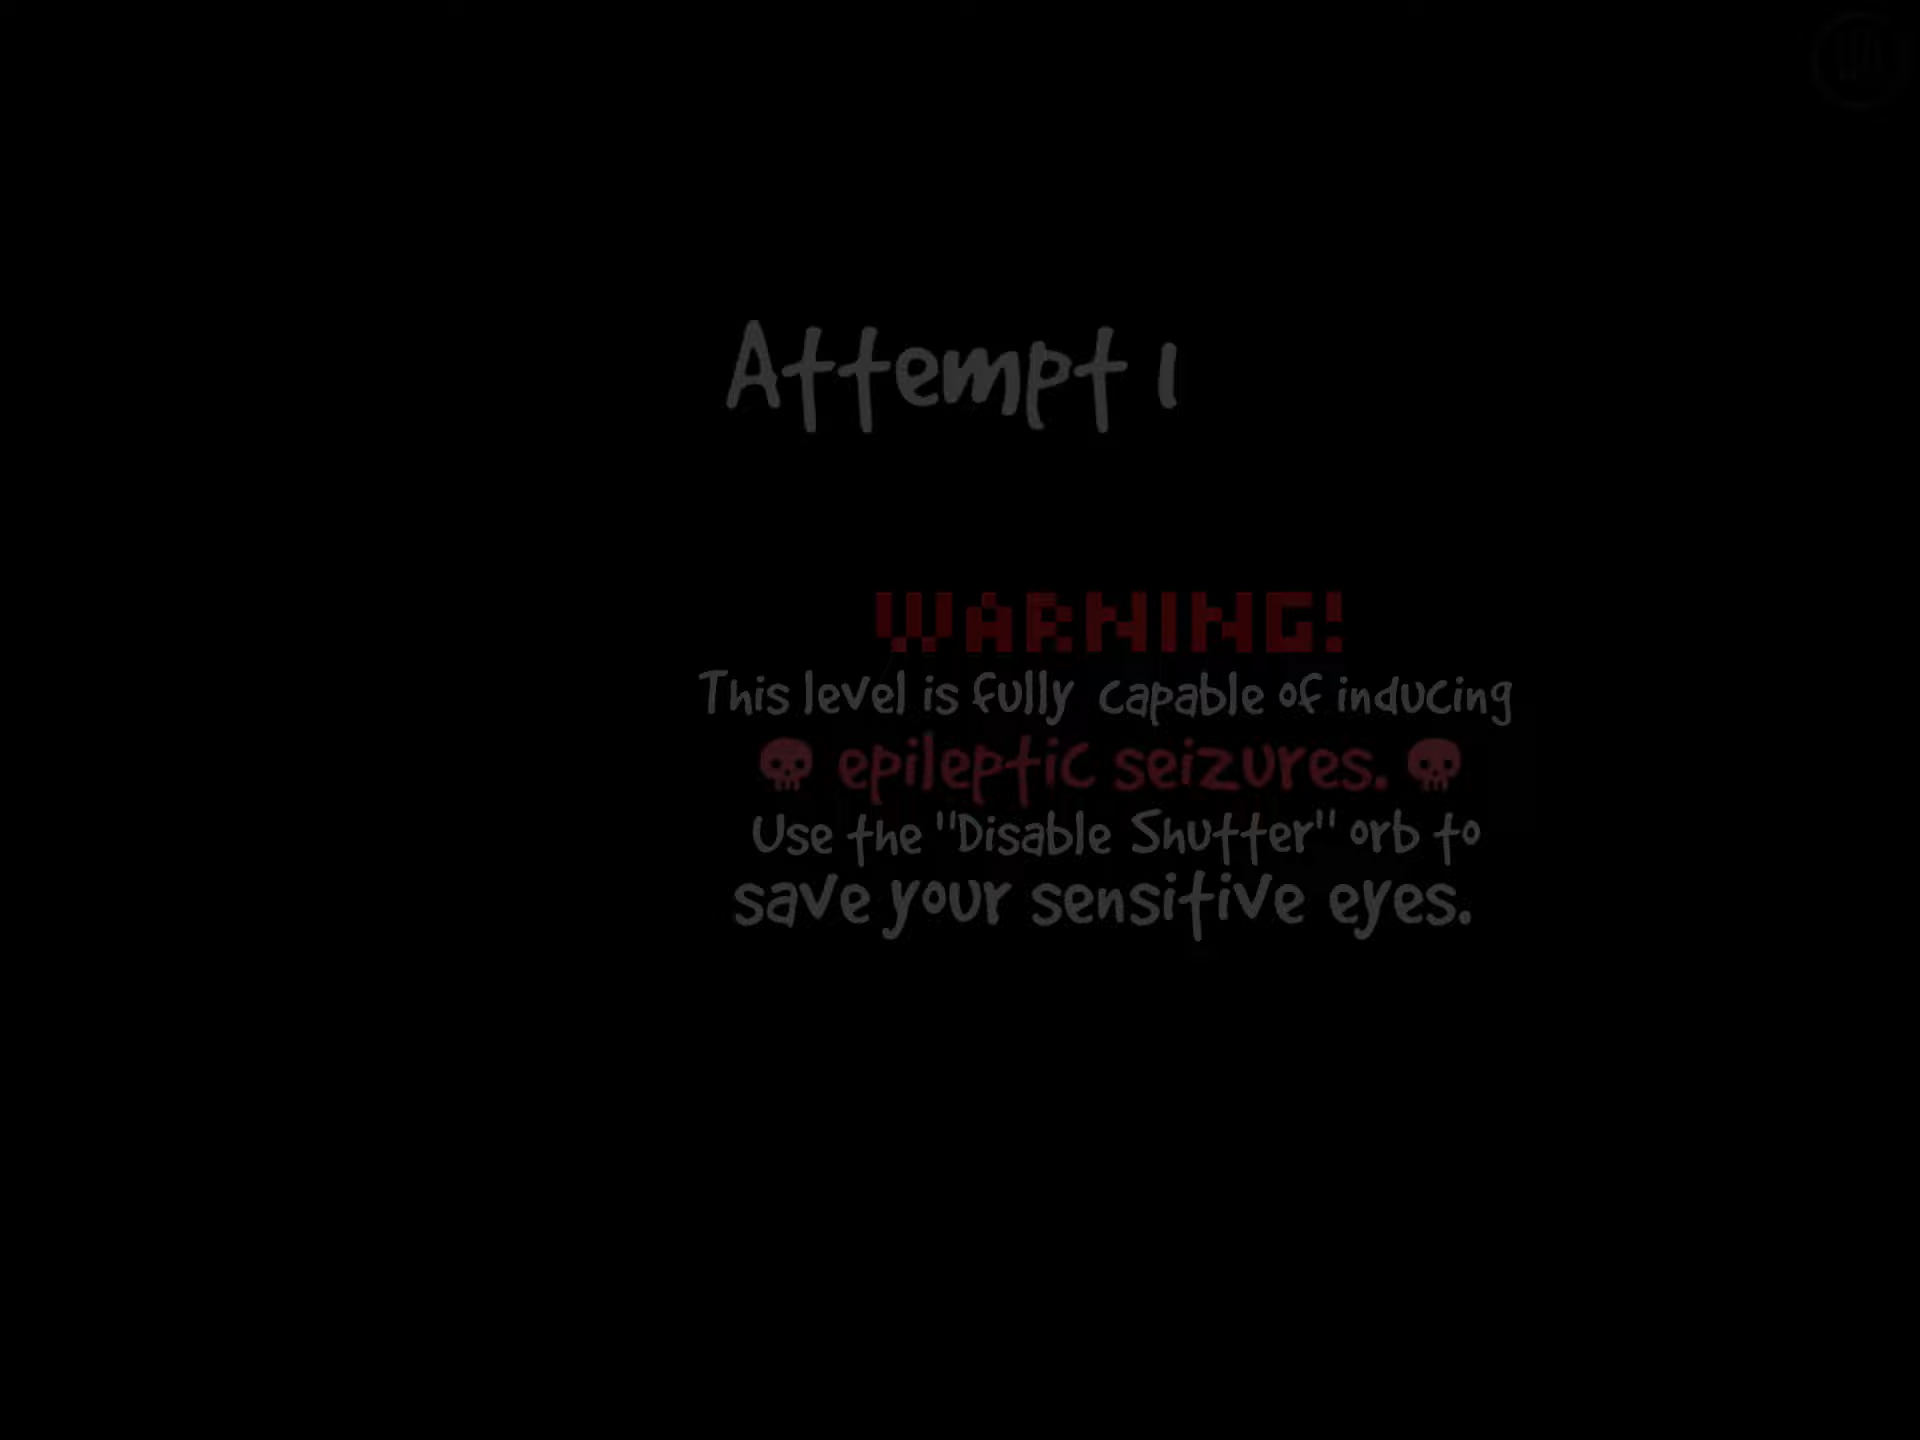 Attempt 1
WARNING!
This level is fully capable of inducing
epileptic seizures.
Use the "Disable Shutter" orb to
save your sensitive eyes.